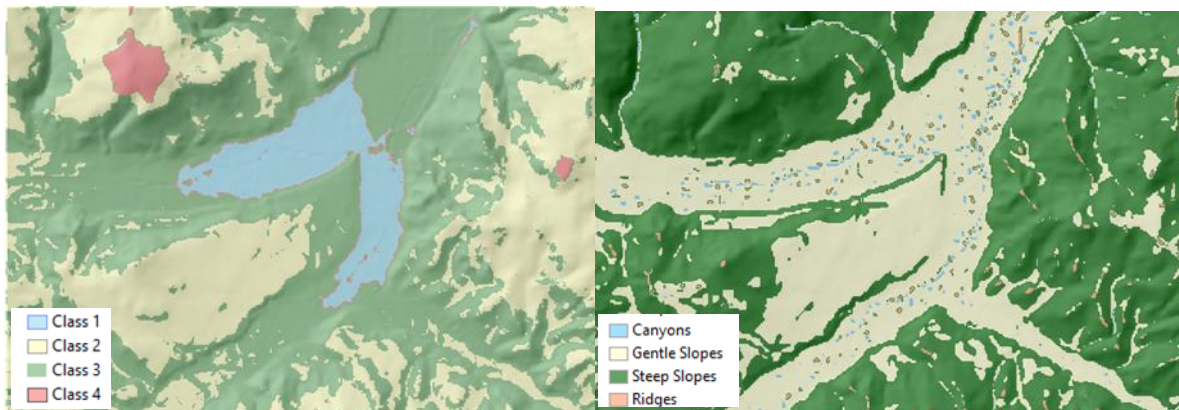 Class 1
Class 2
Class 3
Class 4
Canyons
Gentle Slopes
Steep Slopes
Ridges